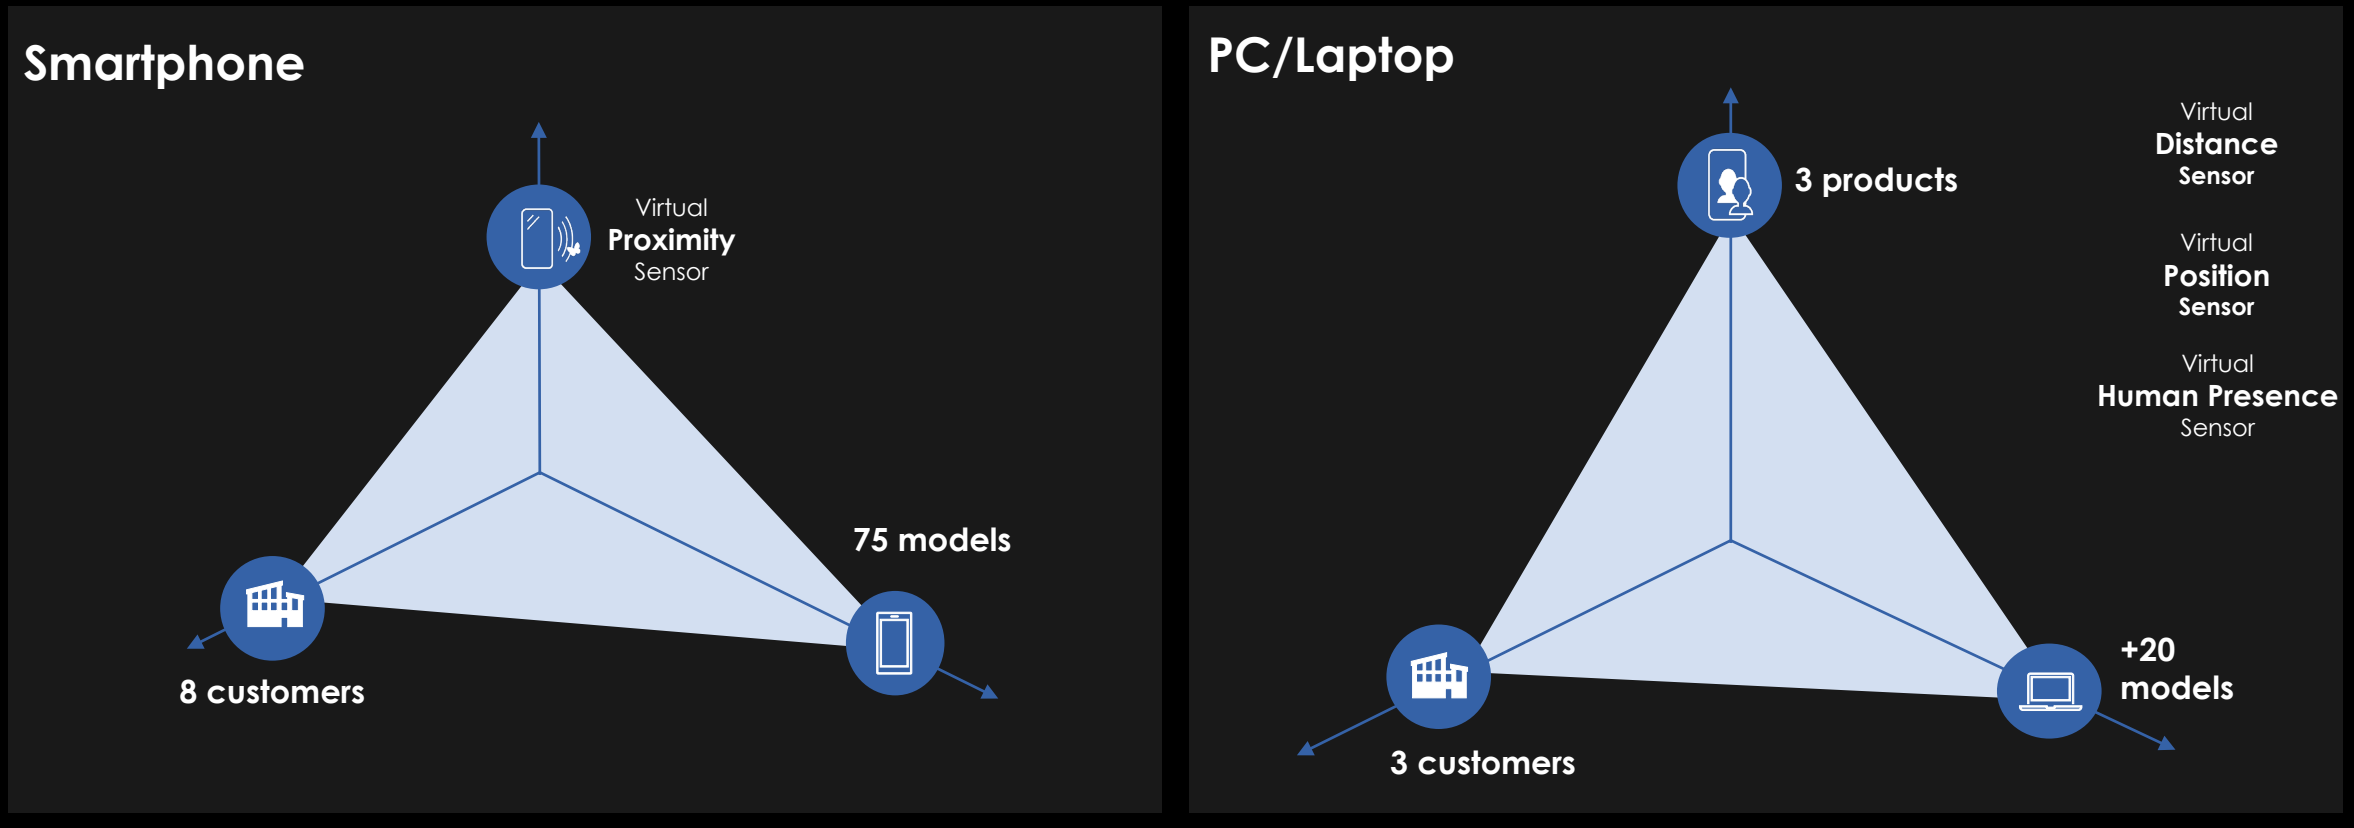 Smartphone
Virtual
Proximity
Sensor
75 models
8 customers
PC/Laptop
3 products
Virtual
Distance
Sensor
Virtual
Position
Sensor
Virtual
Human Presence
Sensor
+20
models
3 customers